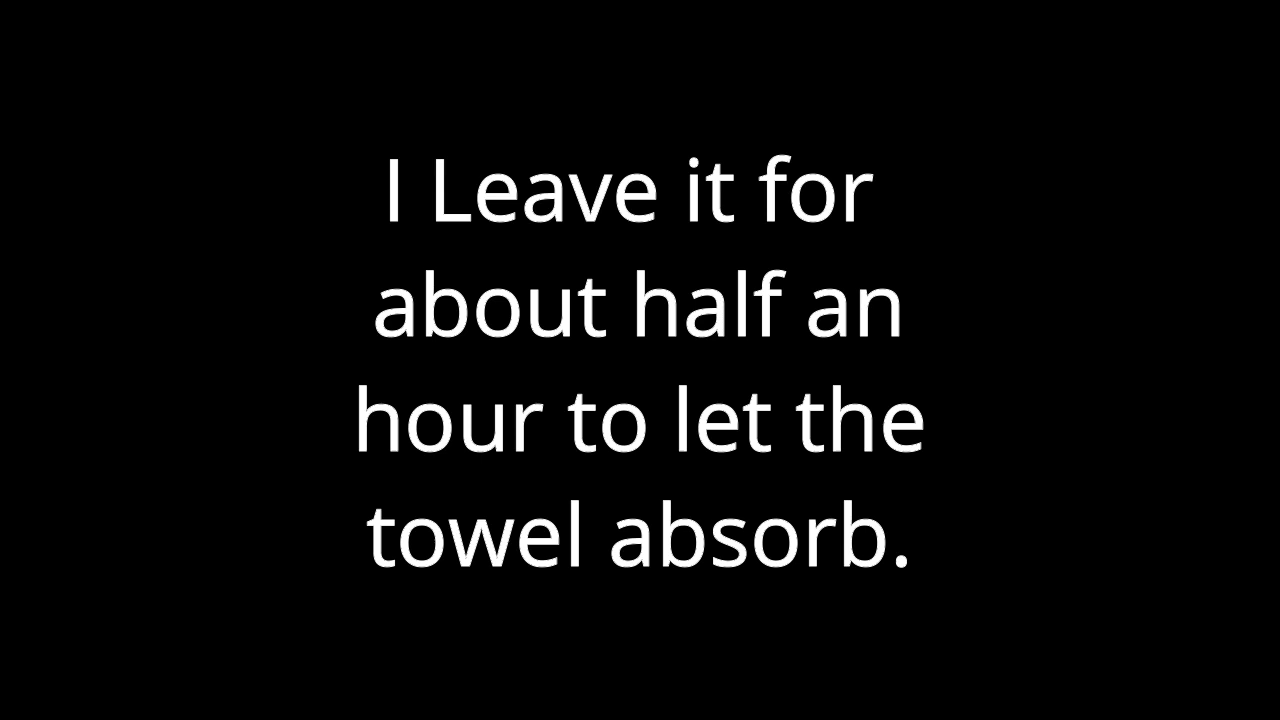 I Leave it for
about half an
hour to let the
towel absorb.